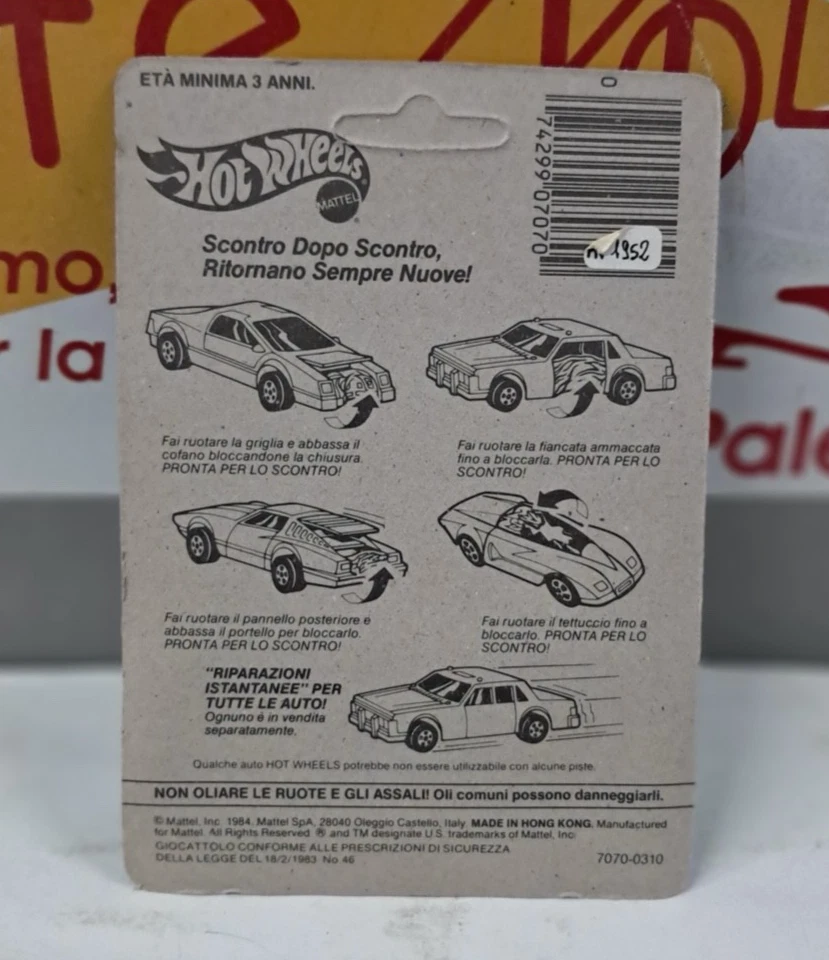 ETÀ MINIMA 3 ANNI.
0
74299 07070
1952
HOT WHEELS®
MATTEL®
Scontro Dopo Scontro,
Ritornano Sempre Nuove!
Fai ruotare la griglia e abbassa il
cofano bloccandone la chiusura.
PRONTA PER LO SCONTRO!
Fai ruotare la fiancata ammaccata
fino a bloccarla. PRONTA PER LO
SCONTRO!
Fai ruotare il pannello posteriore e
abbassa il portello per bloccarlo.
PRONTA PER LO SCONTRO!
Fai ruotare il tettuccio fino a
bloccarlo. PRONTA PER LO
SCONTRO!
"RIPARAZIONI
ISTANTANEE" PER
TUTTE LE AUTO!
Ognuno é in vendita
separatamente.
Qualche auto HOT WHEELS potrebbe non essere utilizzabile con alcune piste.
NON OLIARE LE RUOTE E GLI ASSALI! Oli comuni possono danneggiarli.
© Mattel, Inc. 1984. Mattel SpA, 28040 Oleggio Castello, Italy. MADE IN HONG KONG. Manufactured
for Mattel. All Rights Reserved. ® and TM designate U.S. trademarks of Mattel, Inc.
GIOCATTOLO CONFORME ALLE PRESCRIZIONI DI SICUREZZA
DELLA LEGGE DEL 18/2/1983 No 46
7070-0310
mo,
r la
Pale